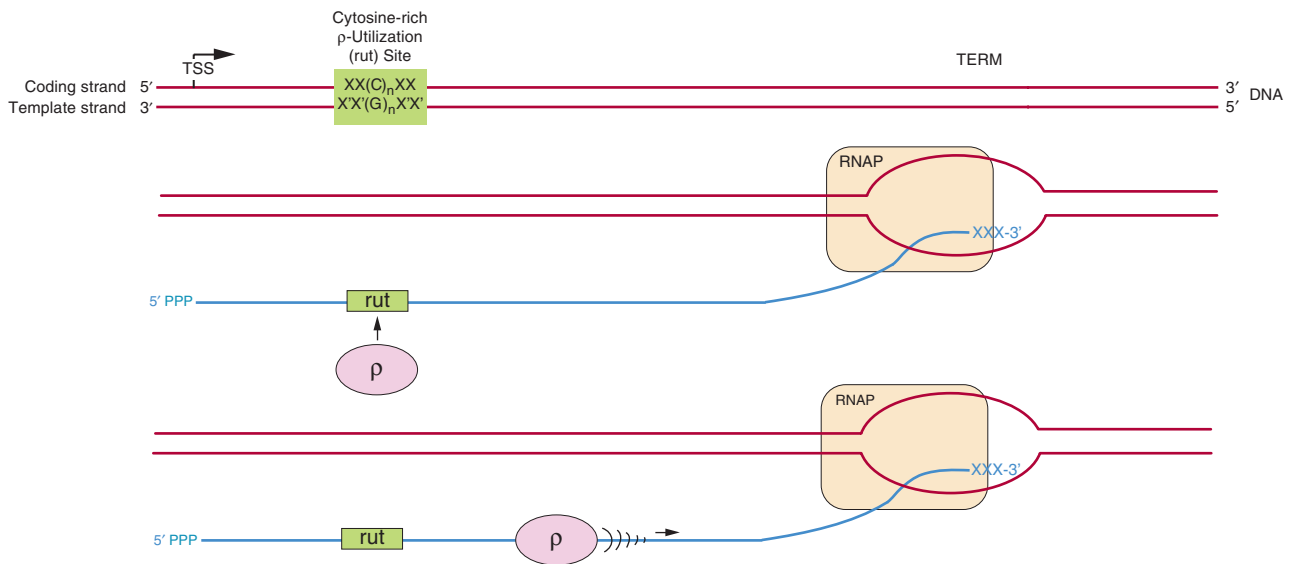 Cytosine-rich
ρ-Utilization
(rut) Site
TSS
TERM
Coding strand 5′ XX(C)nXX 3′
Template strand 3′ X'X'(G)nX'X' 5′
DNA
RNAP
XXX-3'
5′ PPP
rut
ρ
RNAP
XXX-3'
5′ PPP
rut
ρ